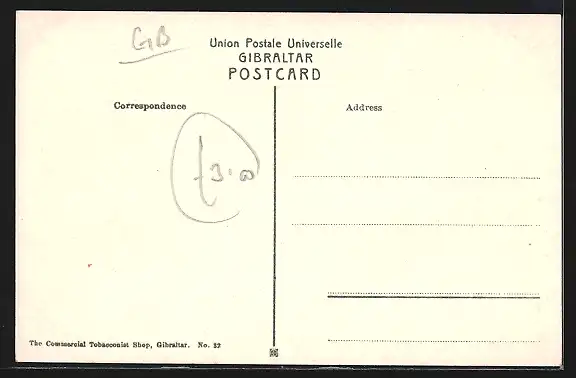 GB
Union Postale Universelle
GIBRALTAR
POSTCARD
Correspondence
Address
£3.00
The Commercial Tobacconist Shop, Gibraltar. No. 32